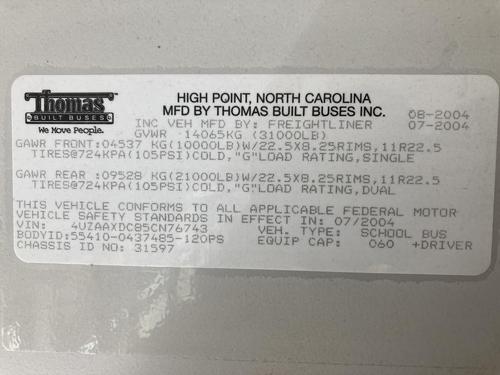 Thomas
BUILT BUSES
We Move People.
HIGH POINT, NORTH CAROLINA
MFD BY THOMAS BUILT BUSES INC. 08-2004
INC VEH MFD BY: FREIGHTLINER 07-2004
GVWR 14065KG (31000LB)
GAWR FRONT:04537 KG(10000LB)W/22.5X8.25RIMS,11R22.5
TIRES@724KPA(105PSI)COLD,"G"LOAD RATING,SINGLE
GAWR REAR :09528 KG(21000LB)W/22.5X8.25RIMS,11R22.5
TIRES@724KPA(105PSI)COLD,"G"LOAD RATING,DUAL
THIS VEHICLE CONFORMS TO ALL APPLICABLE FEDERAL MOTOR
VEHICLE SAFETY STANDARDS IN EFFECT IN: 07/2004
VIN: 4UZAAXDC85CN76743 VEH. TYPE: SCHOOL BUS
BODYID:55410-0437485-120PS EQUIP CAP: 060 +DRIVER
CHASSIS ID NO: 31597